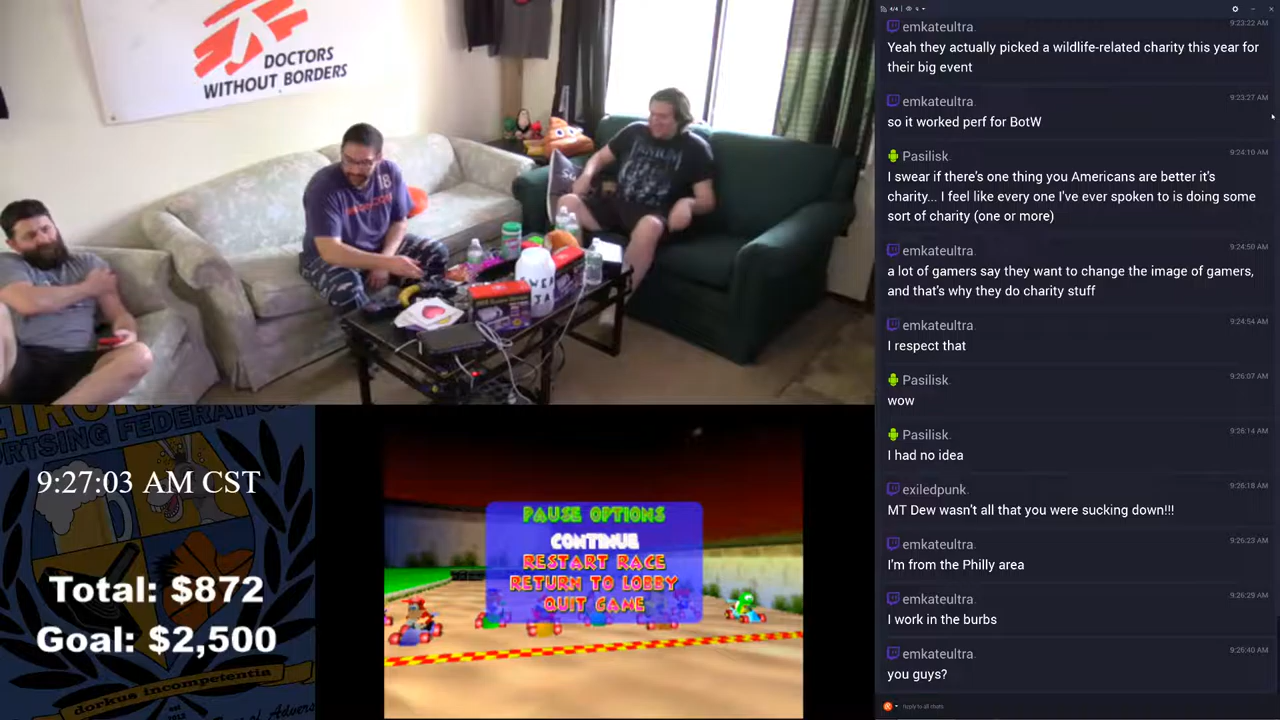 DOCTORS
WITHOUT BORDERS
18
SPORTSING FEDERATION
9:27:03 AM CST
Total: $872
Goal: $2,500
dorkus incompetentia
PAUSE OPTIONS
CONTINUE
RESTART RACE
RETURN TO LOBBY
QUIT GAME
4/4
emkateultra. 9:23:22 AM
Yeah they actually picked a wildlife-related charity this year for
their big event
emkateultra. 9:23:27 AM
so it worked perf for BotW
Pasilisk. 9:24:10 AM
I swear if there's one thing you Americans are better it's
charity... I feel like every one I've ever spoken to is doing some
sort of charity (one or more)
emkateultra. 9:24:50 AM
a lot of gamers say they want to change the image of gamers,
and that's why they do charity stuff
emkateultra. 9:24:54 AM
I respect that
Pasilisk. 9:26:07 AM
wow
Pasilisk. 9:26:14 AM
I had no idea
exiledpunk. 9:26:18 AM
MT Dew wasn't all that you were sucking down!!!
emkateultra. 9:26:23 AM
I'm from the Philly area
emkateultra. 9:26:29 AM
I work in the burbs
emkateultra. 9:26:40 AM
you guys?